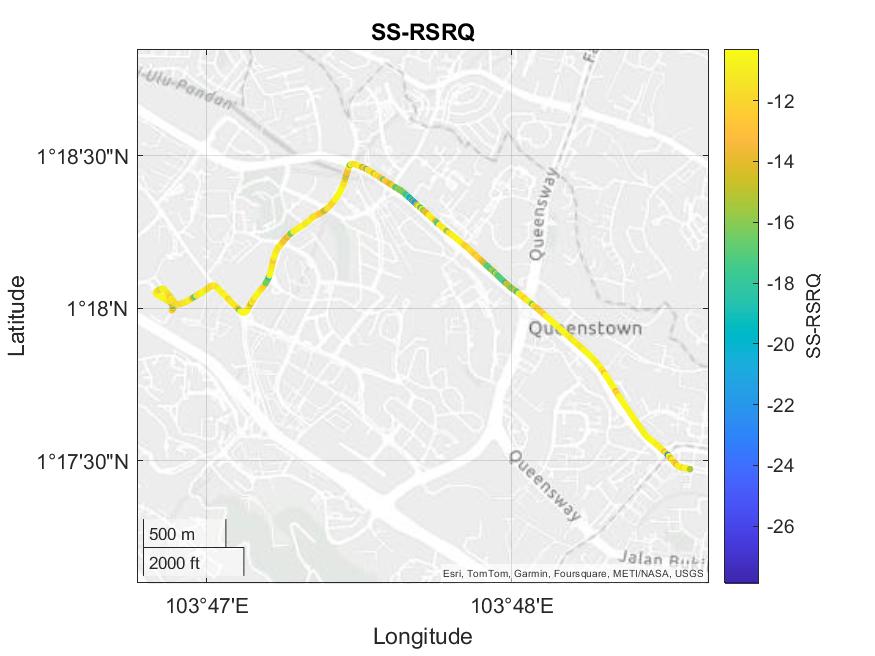 SS-RSRQ
i-Ulu-Pandan
Fa
1°18'30"N
1°18'N
1°17'30"N
Latitude
Queensway
Queenstown
Queensway
Jalan Buki
500 m
2000 ft
Esri, TomTom, Garmin, Foursquare, METI/NASA, USGS
103°47'E
103°48'E
Longitude
-12
-14
-16
-18
-20
-22
-24
-26
SS-RSRQ